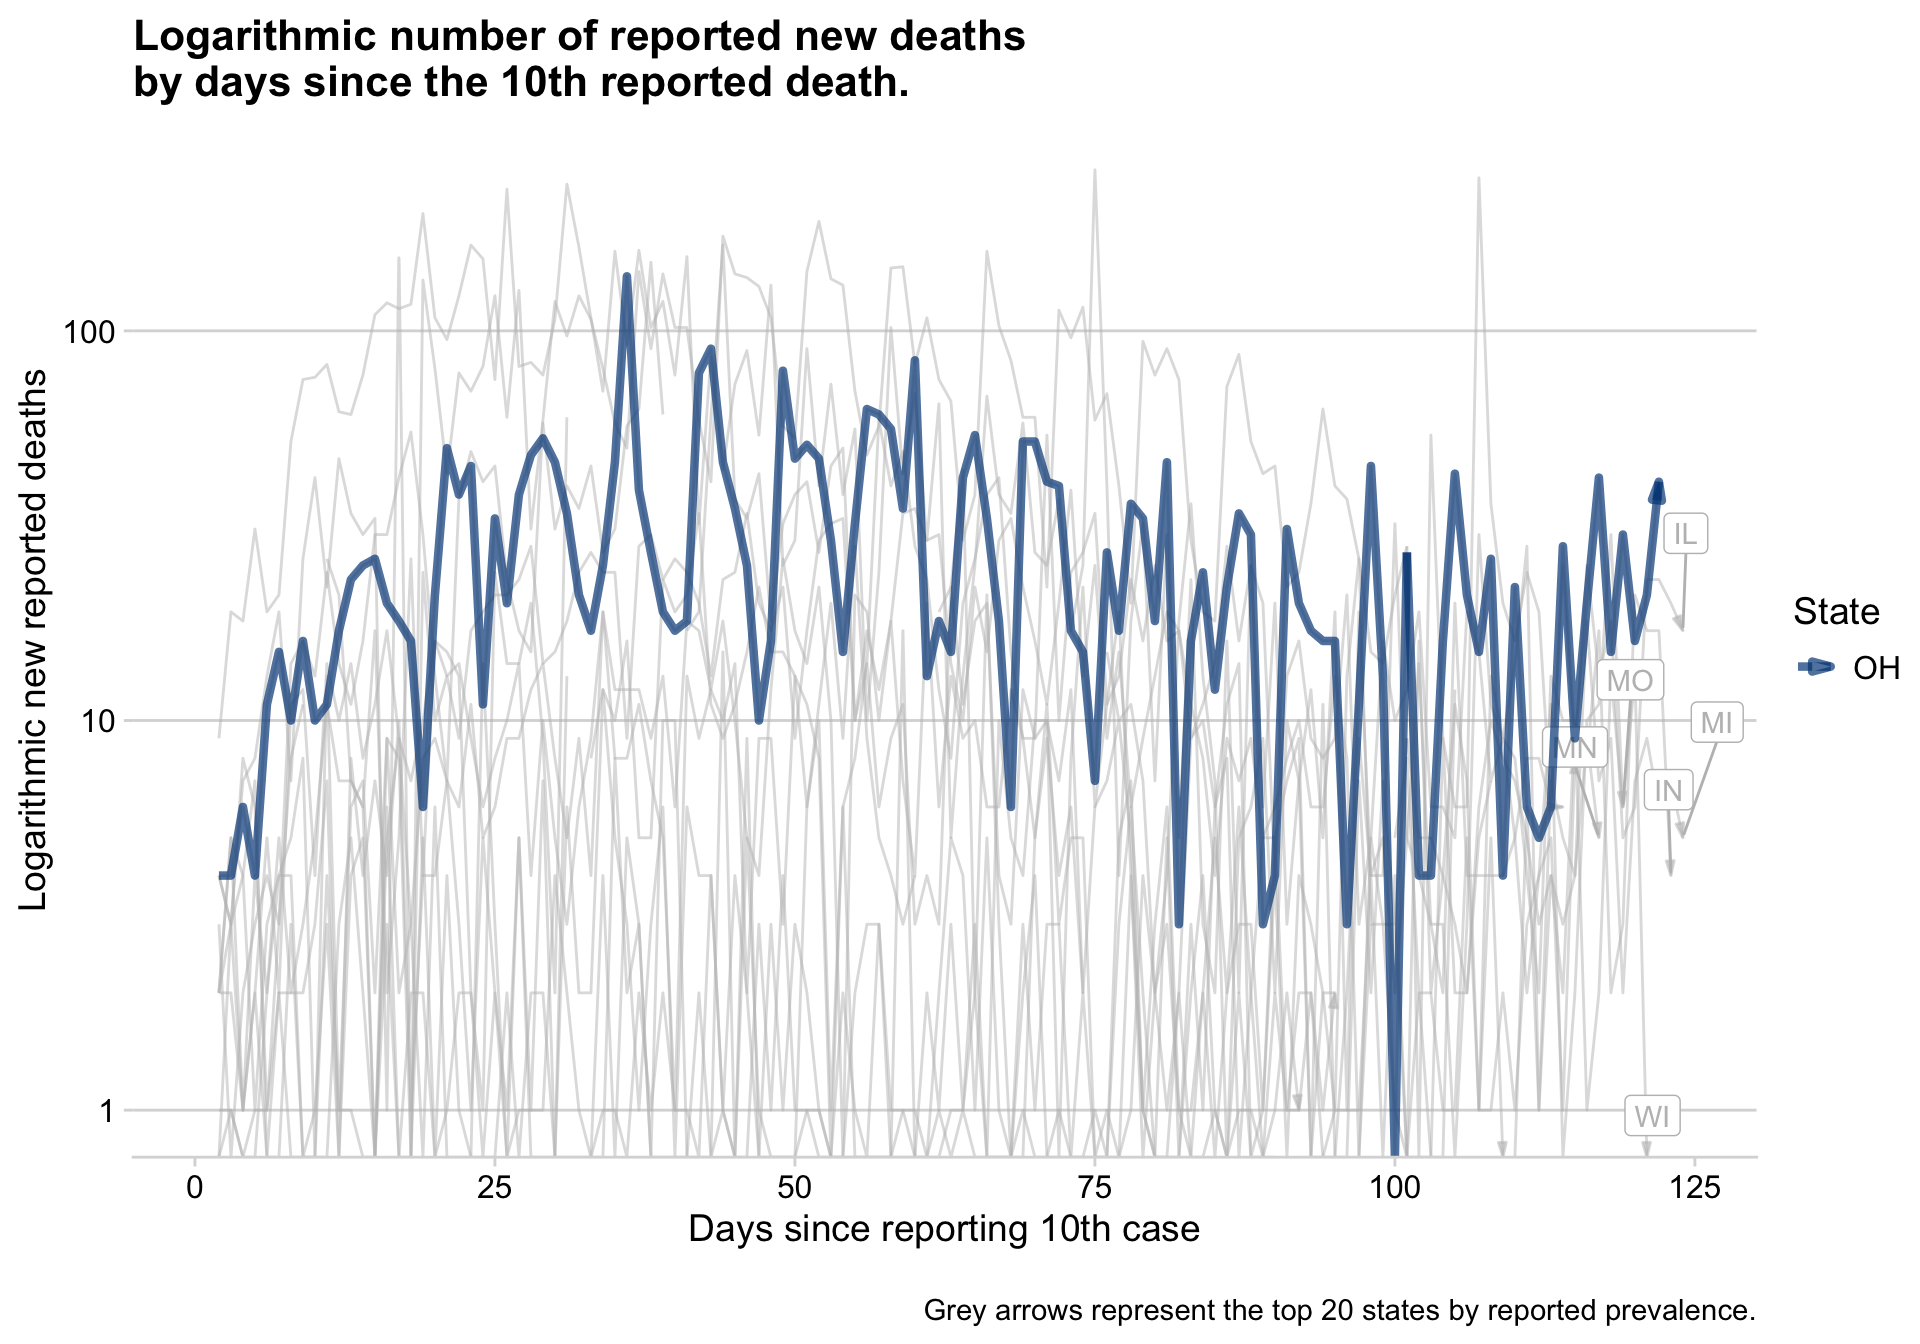 Logarithmic number of reported new deaths
by days since the 10th reported death.
Logarithmic new reported deaths
100
10
1
IL
MO
MI
MN
IN
WI
State
OH
0 25 50 75 100 125
Days since reporting 10th case
Grey arrows represent the top 20 states by reported prevalence.